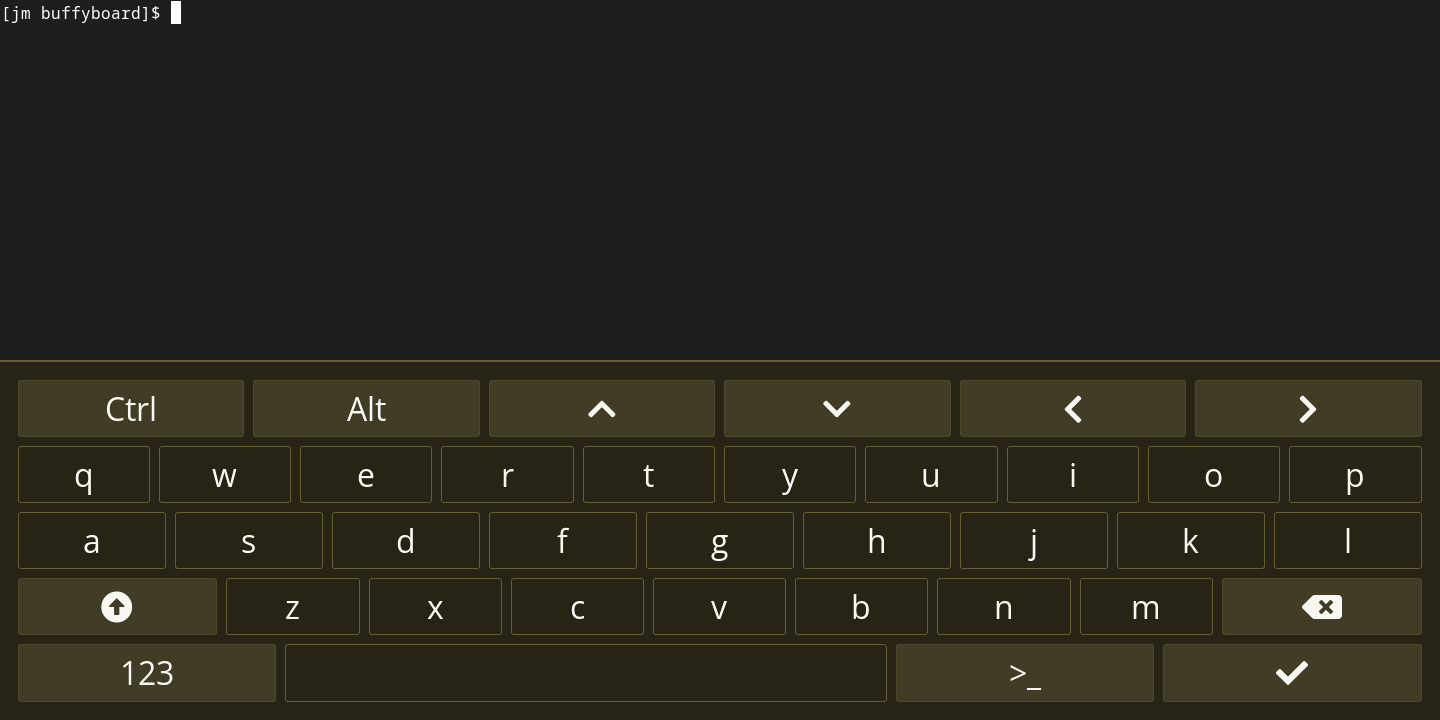 [jm buffyboard]$
Ctrl Alt
q w e r t y u i o p
a s d f g h j k l
z x c v b n m
123 >_